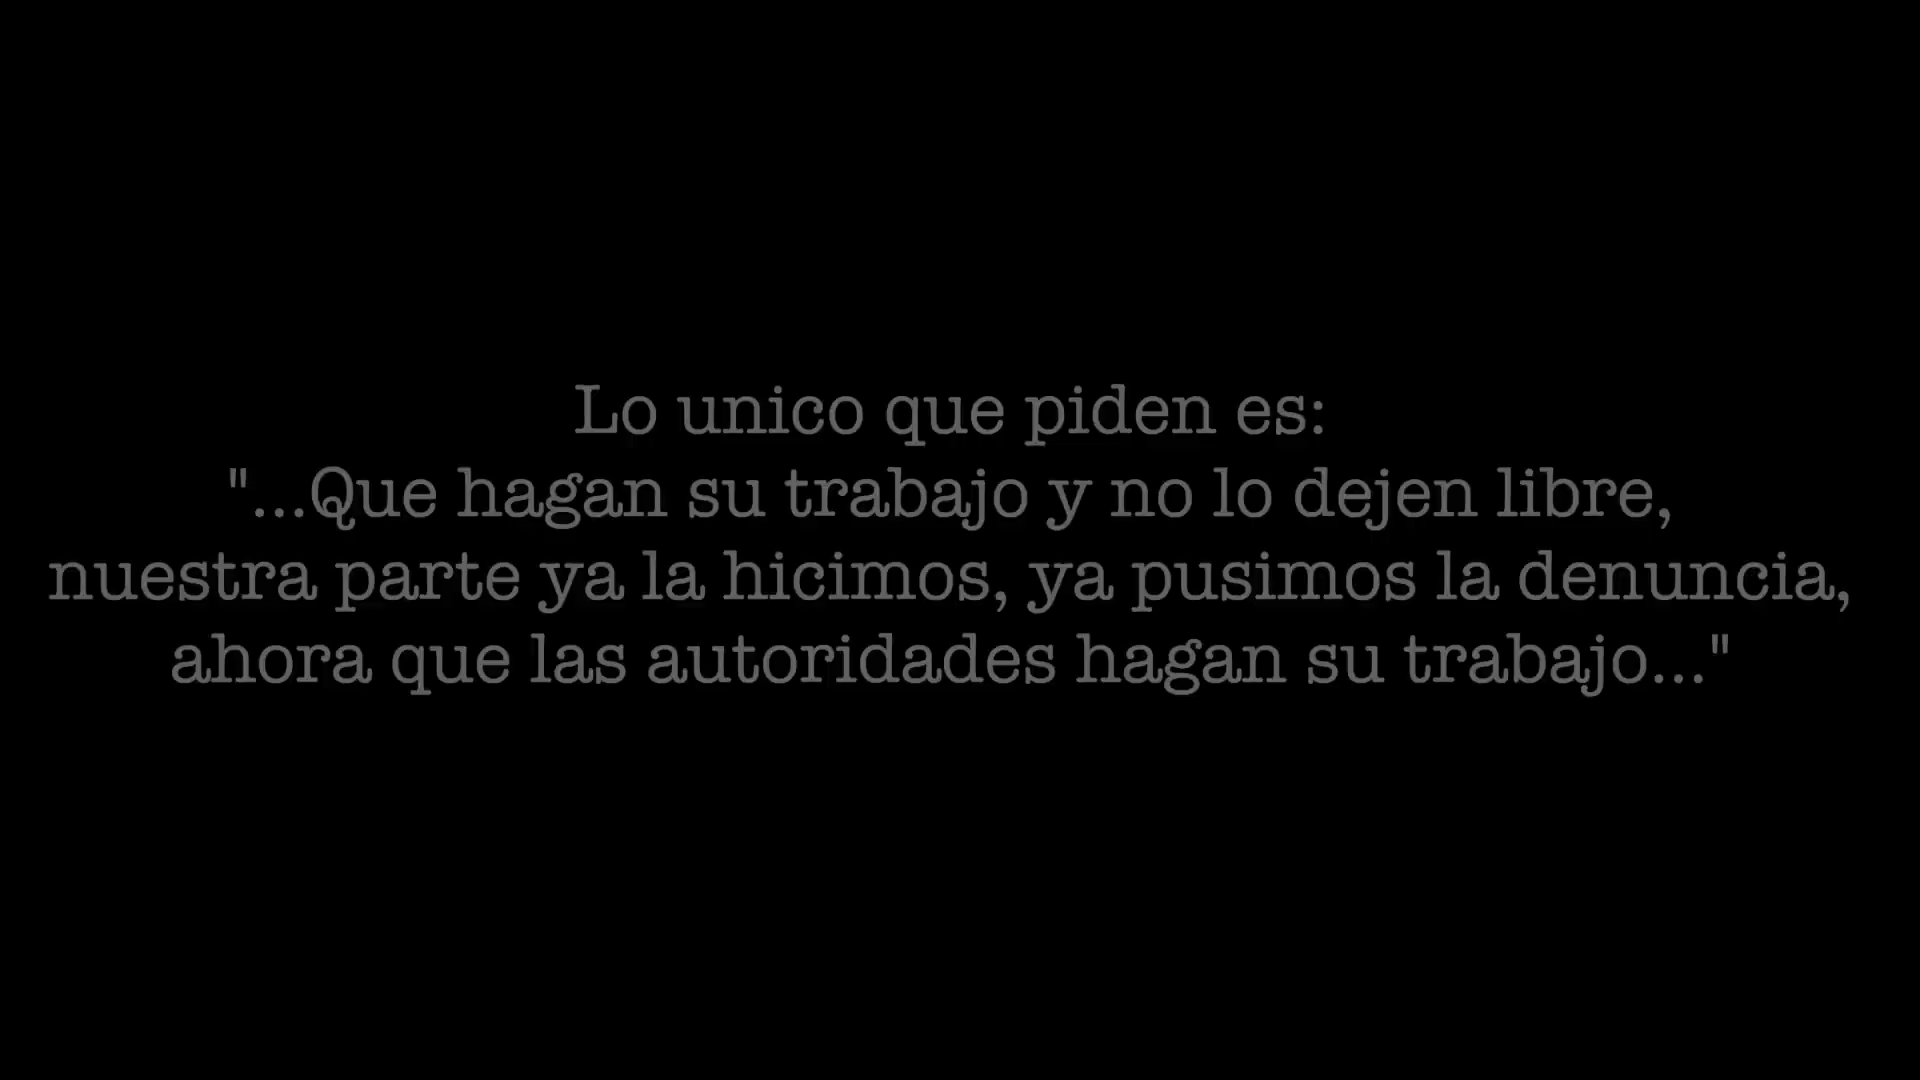 Lo unico que piden es:
"...Que hagan su trabajo y no lo dejen libre,
nuestra parte ya la hicimos, ya pusimos la denuncia,
ahora que las autoridades hagan su trabajo..."